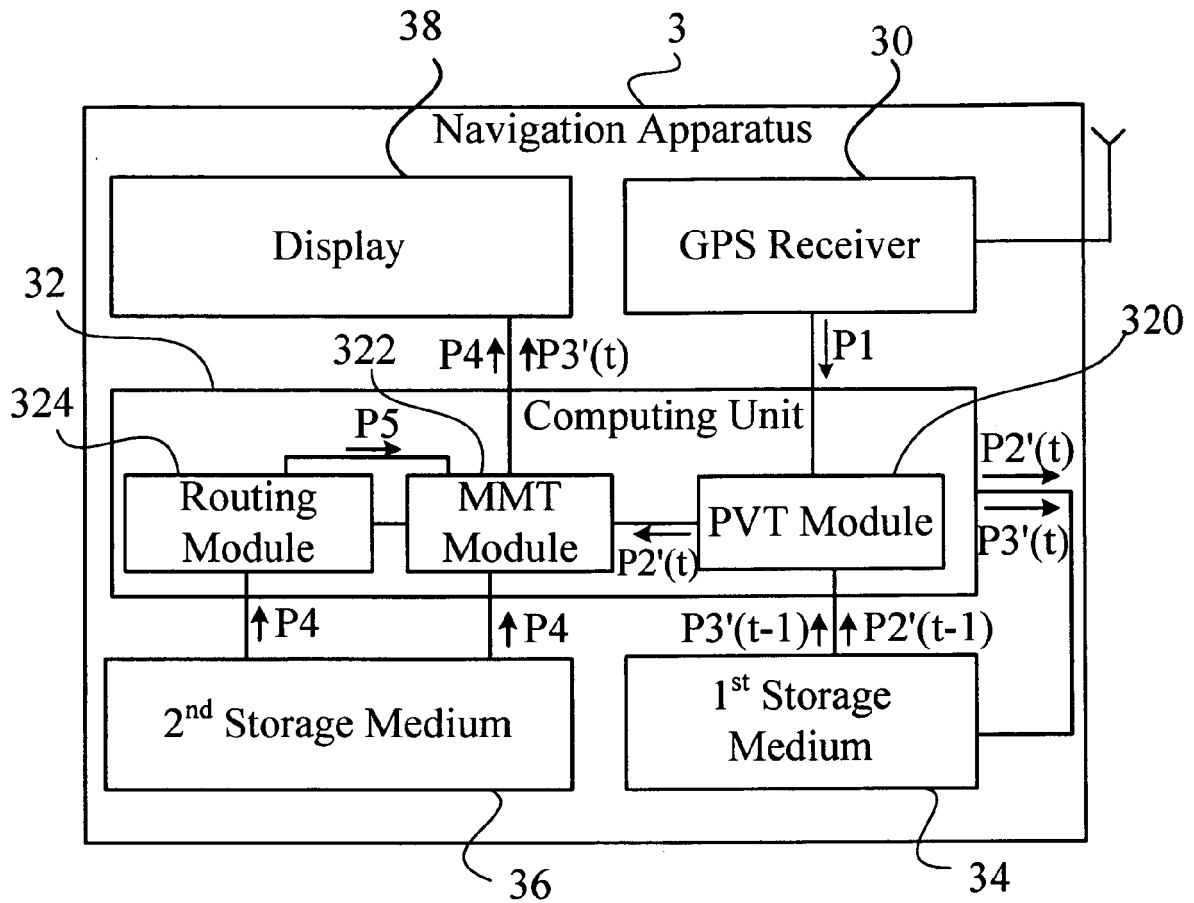 38
3
30
Navigation Apparatus
Display
GPS Receiver
32
320
322
P4
P3'(t)
P1
324
Computing Unit
P5
P2'(t)
Routing
Module
MMT
Module
PVT Module
P2'(t)
P3'(t)
P4
P4
P3'(t-1)
P2'(t-1)
2nd Storage Medium
1st Storage
Medium
36
34